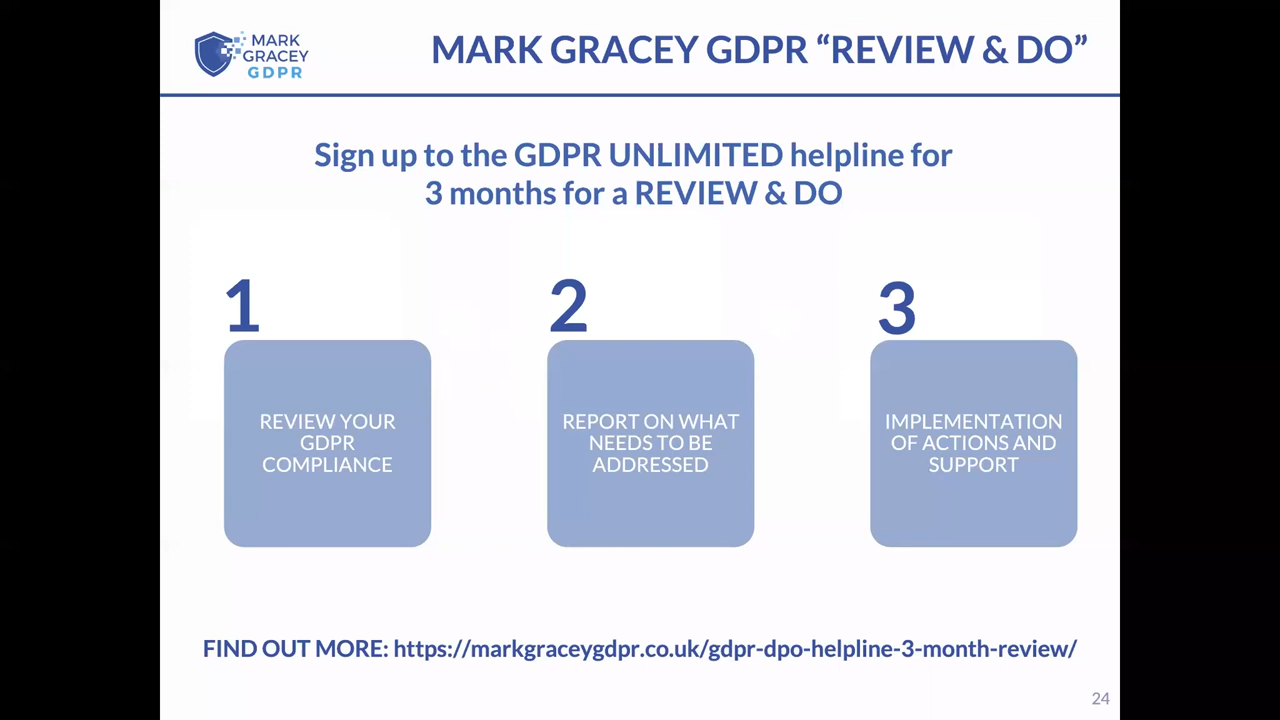 MARK
GRACEY
GDPR
MARK GRACEY GDPR “REVIEW & DO”
Sign up to the GDPR UNLIMITED helpline for
3 months for a REVIEW & DO
1
REVIEW YOUR
GDPR
COMPLIANCE
2
REPORT ON WHAT
NEEDS TO BE
ADDRESSED
3
IMPLEMENTATION
OF ACTIONS AND
SUPPORT
FIND OUT MORE: https://markgraceygdpr.co.uk/gdpr-dpo-helpline-3-month-review/
24